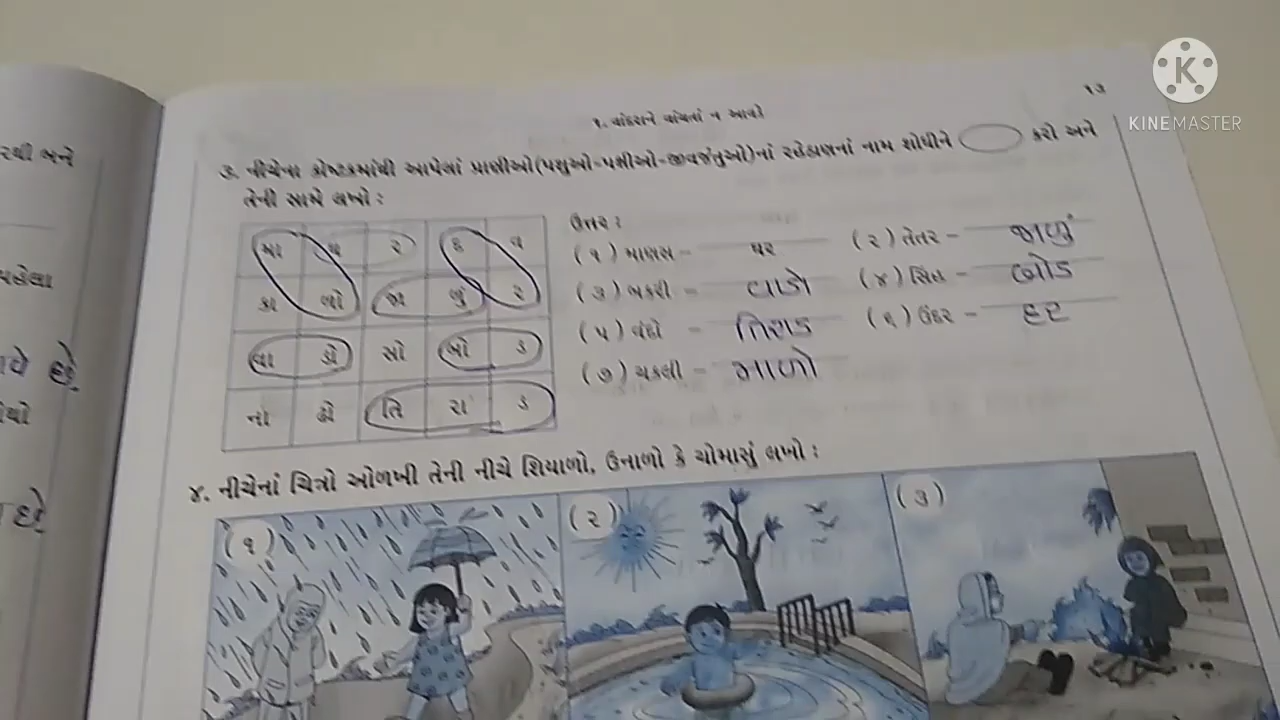 KINEMASTER
૧૩
૧. વાંદરાને વાંચતાં ન આવડે
૩. નીચેના કોષ્ટકમાંથી આપેલાં પ્રાણીઓ(પશુઓ-પક્ષીઓ-જીવજંતુઓ)નાં રહેઠાણનાં નામ શોધીને કરો અને
તેની સામે લખો :
મા ઘ ર દ વ
કા ળો જા ળું ર
વા ડો સો બો ડ
નો ઢો તિ રા ડ
ઉત્તર :
(૧) માણસ - ઘર (૨) તેતર - જાળું
(૩) બકરી - વાડો (૪) સિંહ - બોડ
(૫) વંદો - તિરાડ (૬) ઉંદર - દર
(૭) ચકલી - માળો
૪. નીચેનાં ચિત્રો ઓળખી તેની નીચે શિયાળો, ઉનાળો કે ચોમાસું લખો :
(૧) (૨) (૩)